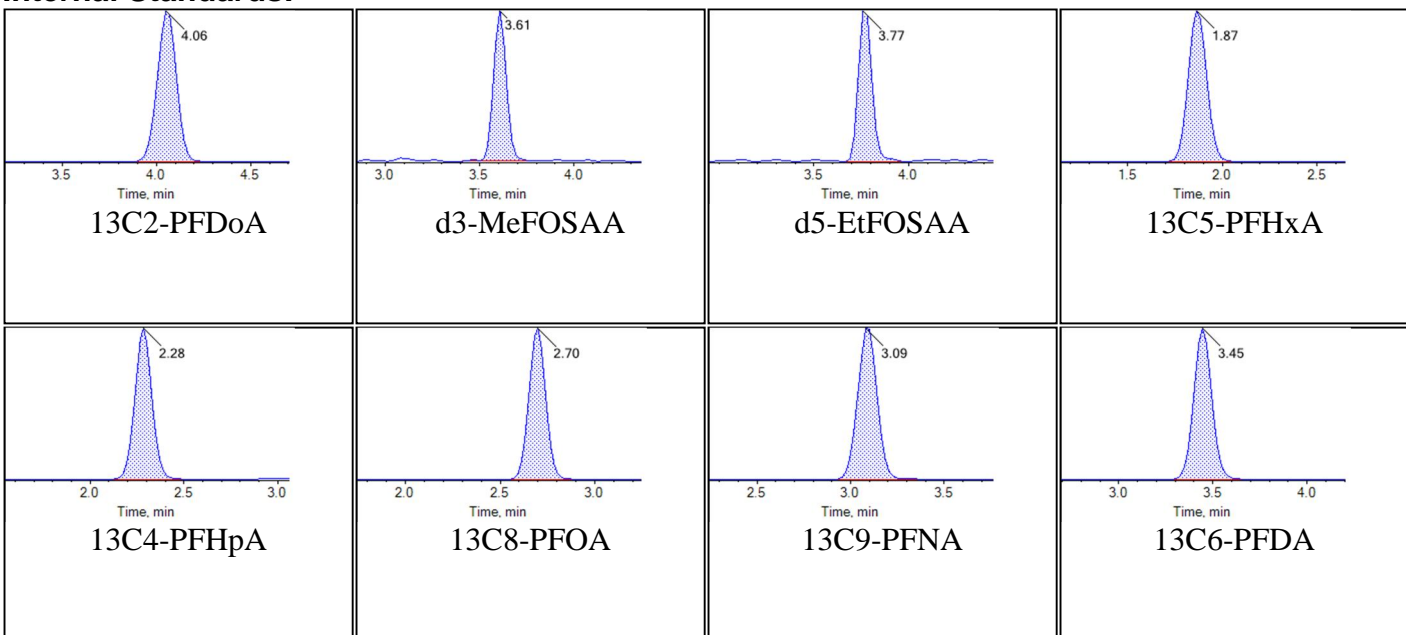 Internal Standards:
4.06
3.61
3.77
1.87
3.5 4.0 4.5
3.0 3.5 4.0
3.5 4.0
1.5 2.0 2.5
Time, min
Time, min
Time, min
Time, min
13C2-PFDoA
d3-MeFOSAA
d5-EtFOSAA
13C5-PFHxA
2.28
2.70
3.09
3.45
2.0 2.5 3.0
2.0 2.5 3.0
2.5 3.0 3.5
3.0 3.5 4.0
Time, min
Time, min
Time, min
Time, min
13C4-PFHpA
13C8-PFOA
13C9-PFNA
13C6-PFDA